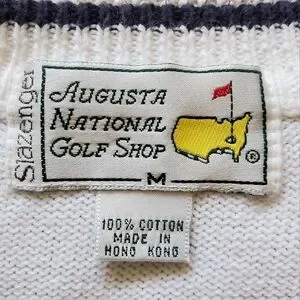 Slazenger
AUGUSTA
NATIONAL
GOLF SHOP
®
M
100% COTTON
MADE IN
HONG KONG